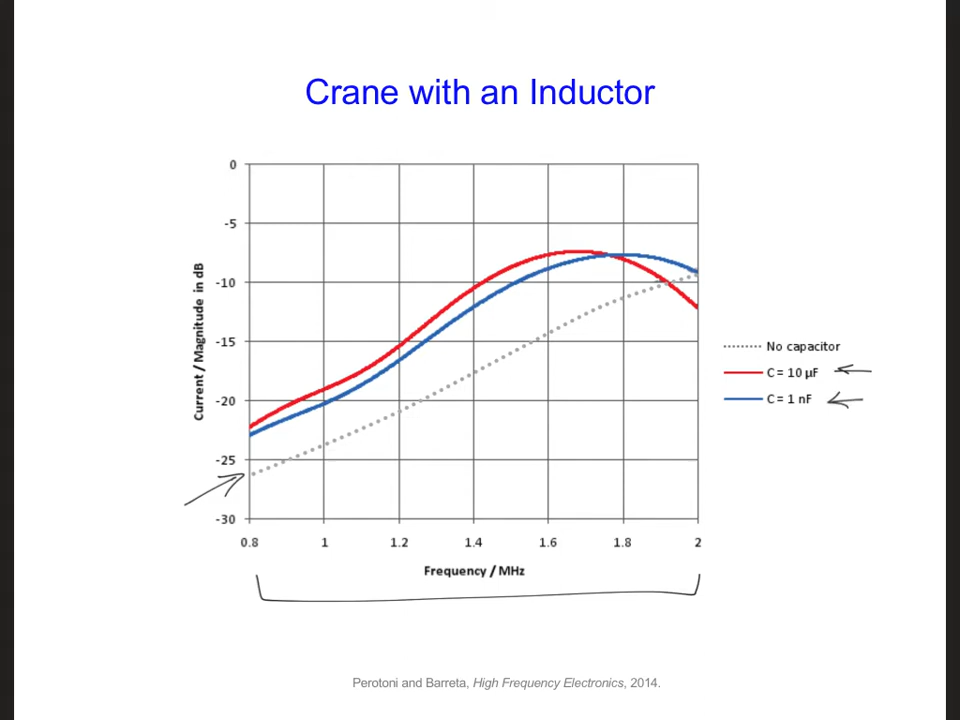 Crane with an Inductor
0
-5
-10
-15
-20
-25
-30
Current / Magnitude in dB
0.8 1 1.2 1.4 1.6 1.8 2
Frequency / MHz
No capacitor
C = 10 µF
C = 1 nF
Perotoni and Barreta, High Frequency Electronics, 2014.